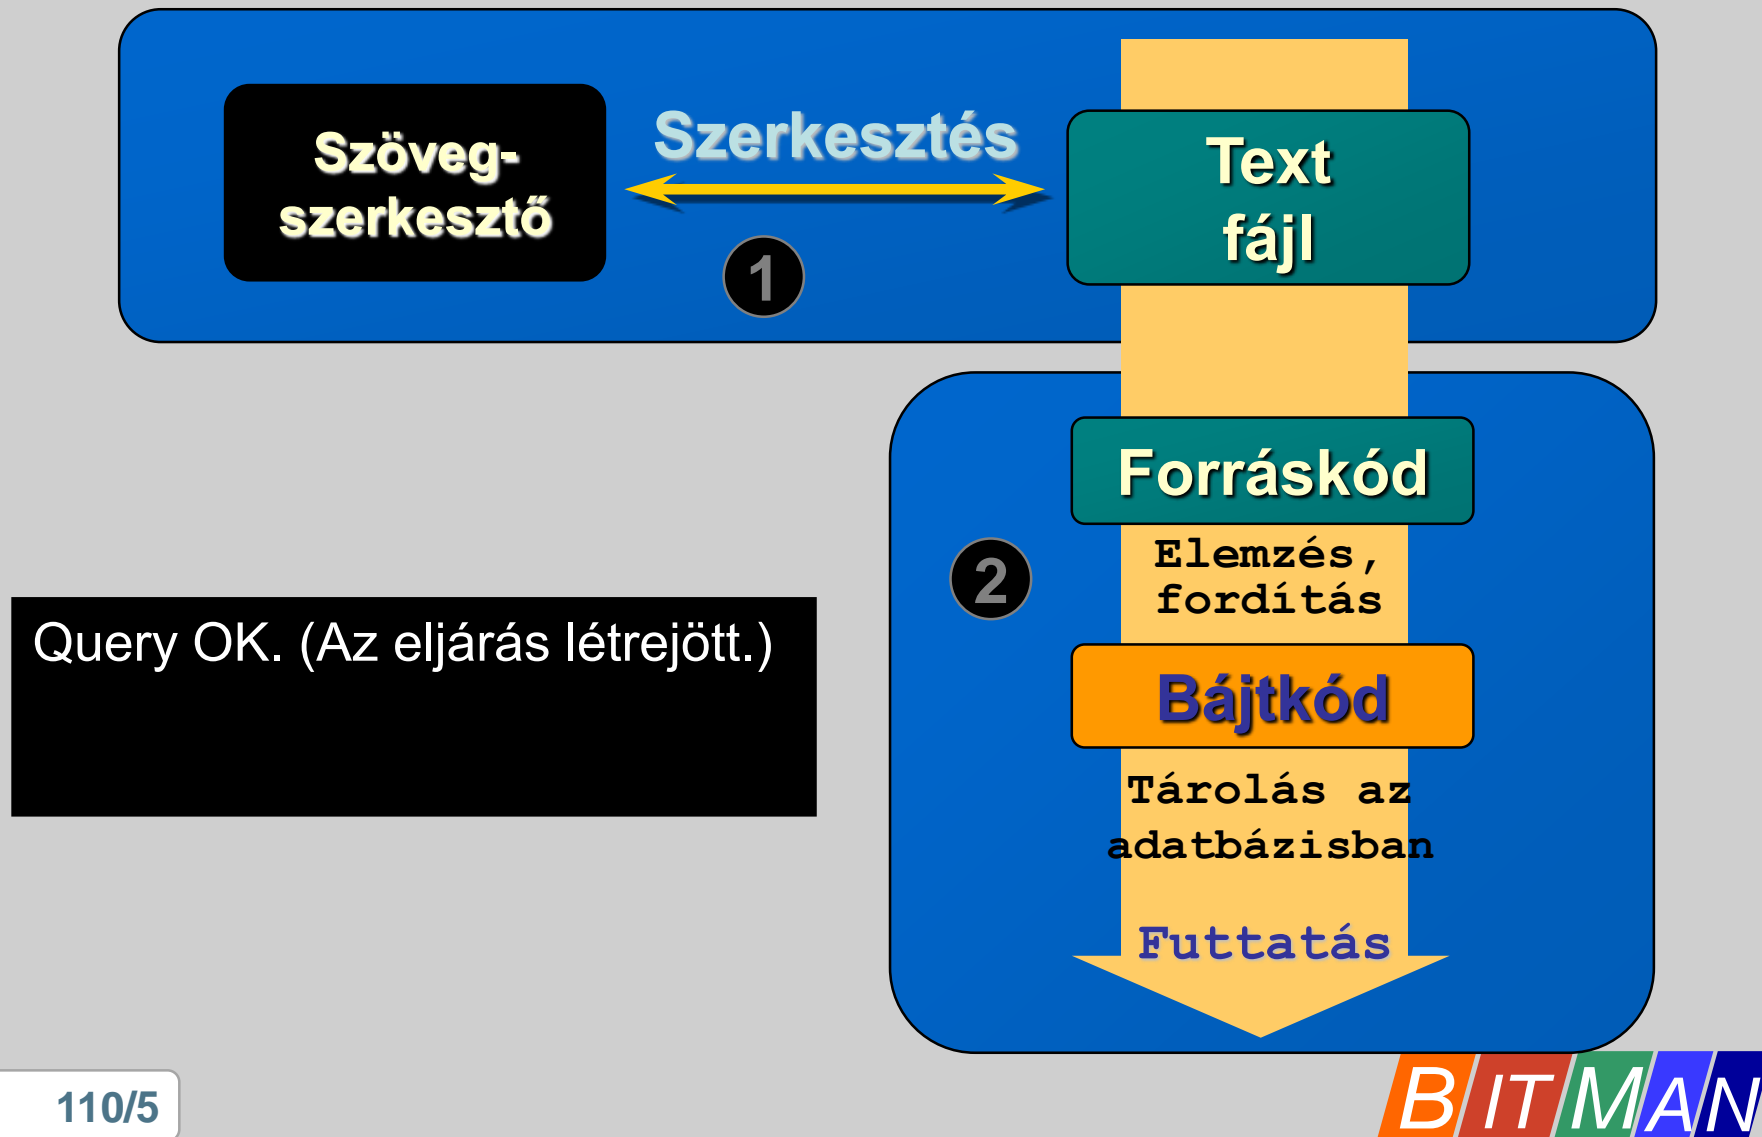 Szöveg-
szerkesztő
Szerkesztés
1
Text
fájl
Forráskód
2
Elemzés,
fordítás
Query OK. (Az eljárás létrejött.)
Bájtkód
Tárolás az
adatbázisban
Futtatás
110/5
BITMAN